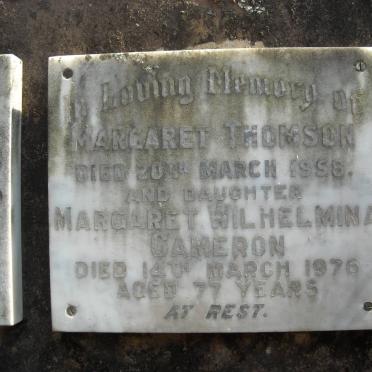 In Loving Memory of
MARGARET THOMSON
DIED 20TH MARCH 1958.
AND DAUGHTER
MARGARET WILHELMINA
CAMERON
DIED 14TH MARCH 1976
AGED 77 YEARS
AT REST.